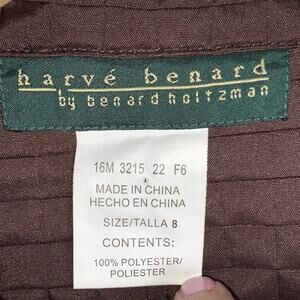 harvé benard
by benard holtzman
16M 3215 22 F6
MADE IN CHINA
HECHO EN CHINA
SIZE/TALLA 8
CONTENTS:
100% POLYESTER/
POLIESTER